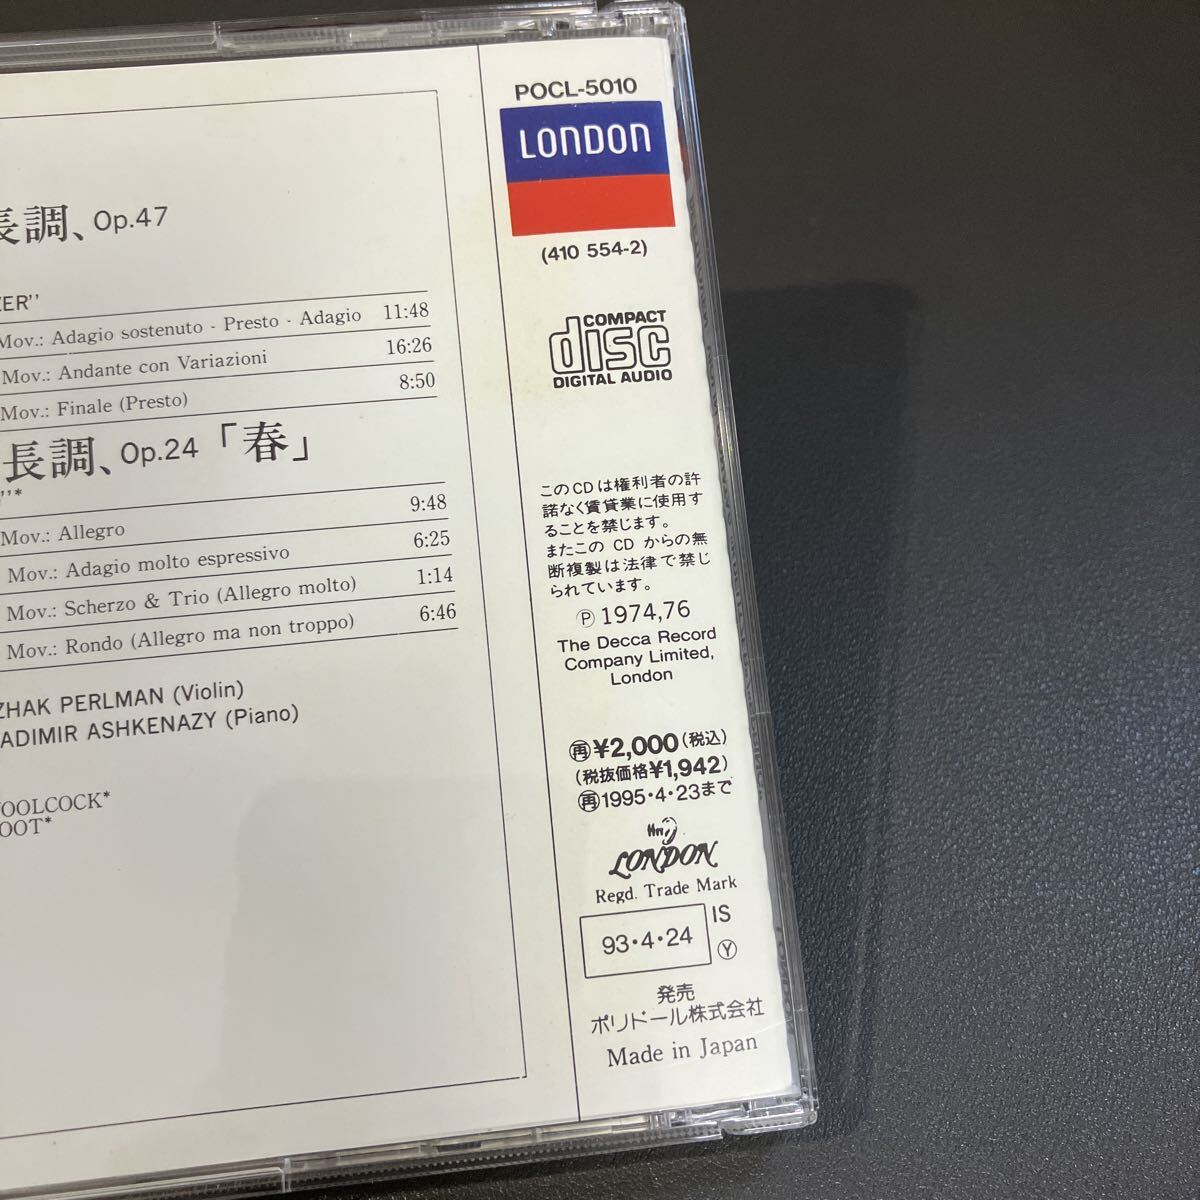 長調、Op.47
ZER”
Mov.: Adagio sostenuto - Presto - Adagio 11:48
Mov.: Andante con Variazioni 16:26
Mov.: Finale (Presto) 8:50
長調、Op.24「春」
”*
Mov.: Allegro 9:48
Mov.: Adagio molto espressivo 6:25
Mov.: Scherzo & Trio (Allegro molto) 1:14
Mov.: Rondo (Allegro ma non troppo) 6:46
ZHAK PERLMAN (Violin)
ADIMIR ASHKENAZY (Piano)
WOOLCOCK*
OOT*
POCL-5010
LONDON
(410 554-2)
COMPACT
disc
DIGITAL AUDIO
このCDは権利者の許
諾なく賃貸業に使用す
ることを禁じます。
またこの CD からの無
断複製は法律で禁じ
られています。
Ⓟ 1974,76
The Decca Record
Company Limited,
London
再¥2,000(税込)
(税抜価格¥1,942)
再1995・4・23まで
LONDON
Regd. Trade Mark
93・4・24 IS
Ⓨ
発売
ポリドール株式会社
Made in Japan